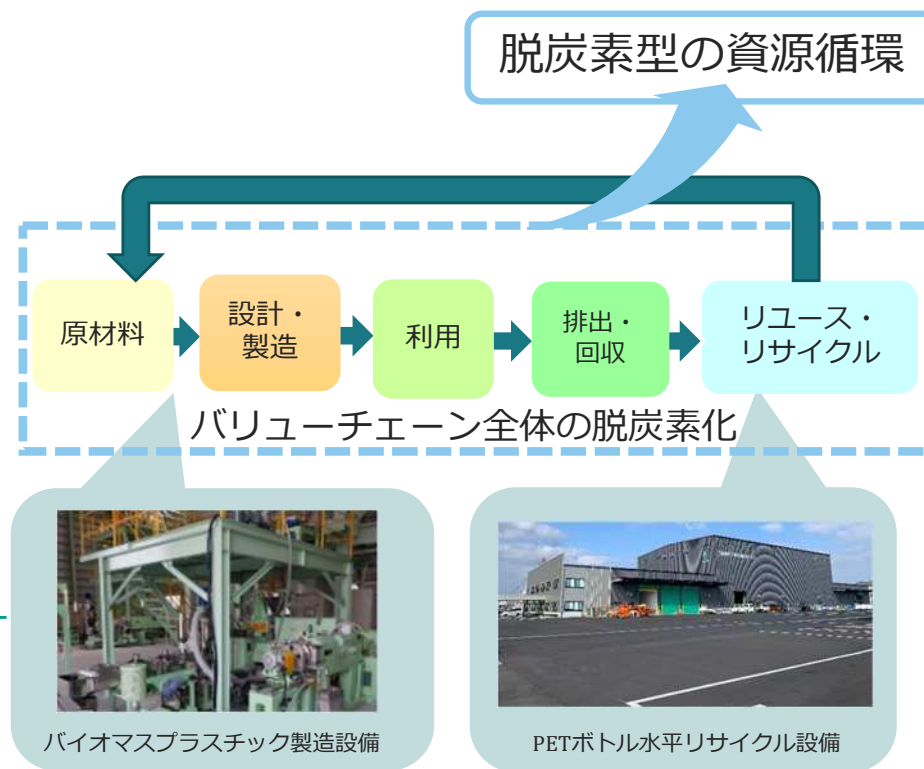 脱炭素型の資源循環
原材料
設計・
製造
利用
排出・
回収
リユース・
リサイクル
バリューチェーン全体の脱炭素化
バイオマスプラスチック製造設備
PETボトル水平リサイクル設備